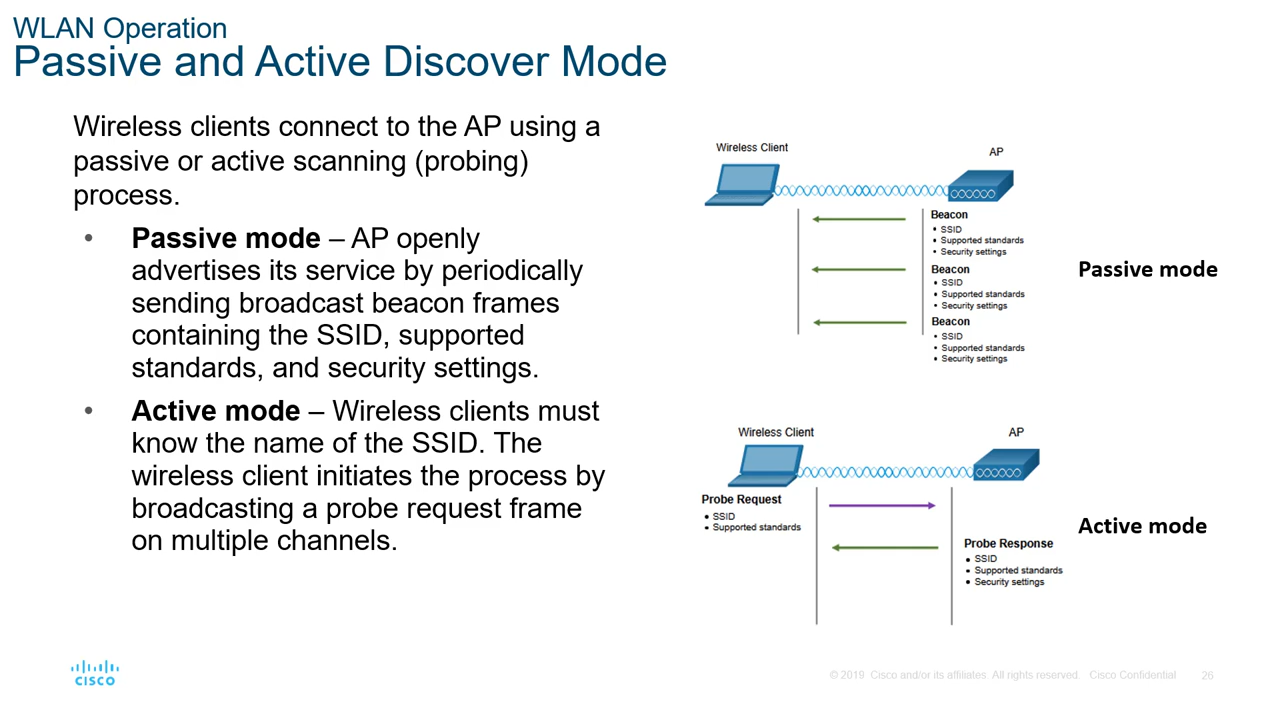 WLAN Operation
Passive and Active Discover Mode
Wireless clients connect to the AP using a
passive or active scanning (probing)
process.
• Passive mode – AP openly
advertises its service by periodically
sending broadcast beacon frames
containing the SSID, supported
standards, and security settings.
• Active mode – Wireless clients must
know the name of the SSID. The
wireless client initiates the process by
broadcasting a probe request frame
on multiple channels.
Wireless Client
AP
Beacon
• SSID
• Supported standards
• Security settings
Beacon
• SSID
• Supported standards
• Security settings
Beacon
• SSID
• Supported standards
• Security settings
Passive mode
Wireless Client
AP
Probe Request
• SSID
• Supported standards
Probe Response
• SSID
• Supported standards
• Security settings
Active mode
CISCO
© 2019 Cisco and/or its affiliates. All rights reserved. Cisco Confidential
26